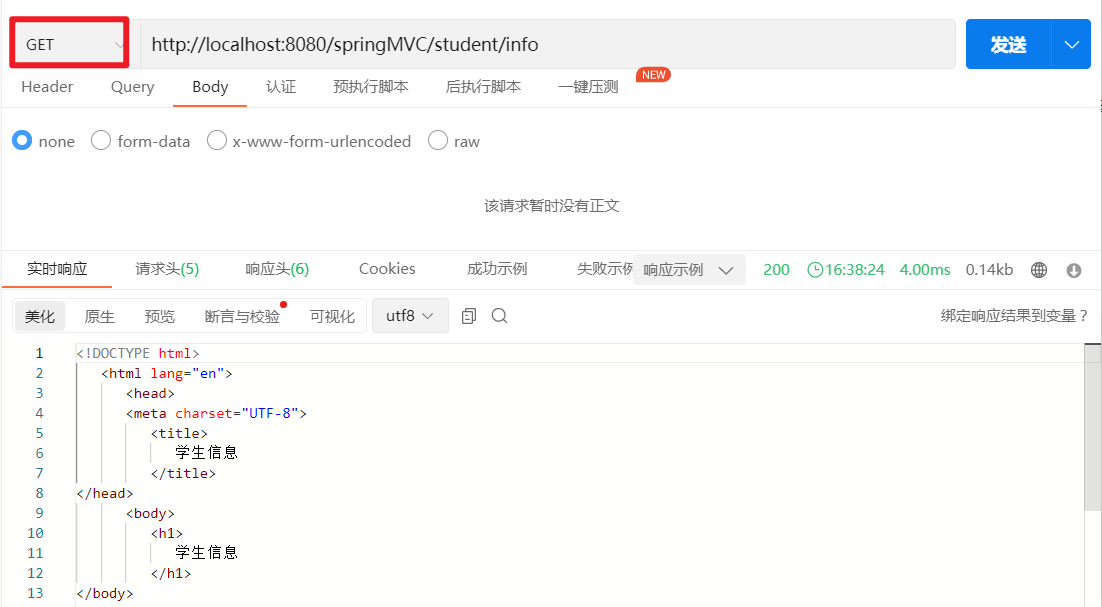 GET http://localhost:8080/springMVC/student/info 发送
Header Query Body 认证 预执行脚本 后执行脚本 一键压测 NEW
none form-data x-www-form-urlencoded raw
该请求暂时没有正文
实时响应 请求头(5) 响应头(6) Cookies 成功示例 失败示例 响应示例 200 16:38:24 4.00ms 0.14kb
美化 原生 预览 断言与校验 可视化 utf8 绑定响应结果到变量？
1 <!DOCTYPE html>
2 <html lang="en">
3 <head>
4 <meta charset="UTF-8">
5 <title>
6 学生信息
7 </title>
8 </head>
9 <body>
10 <h1>
11 学生信息
12 </h1>
13 </body>